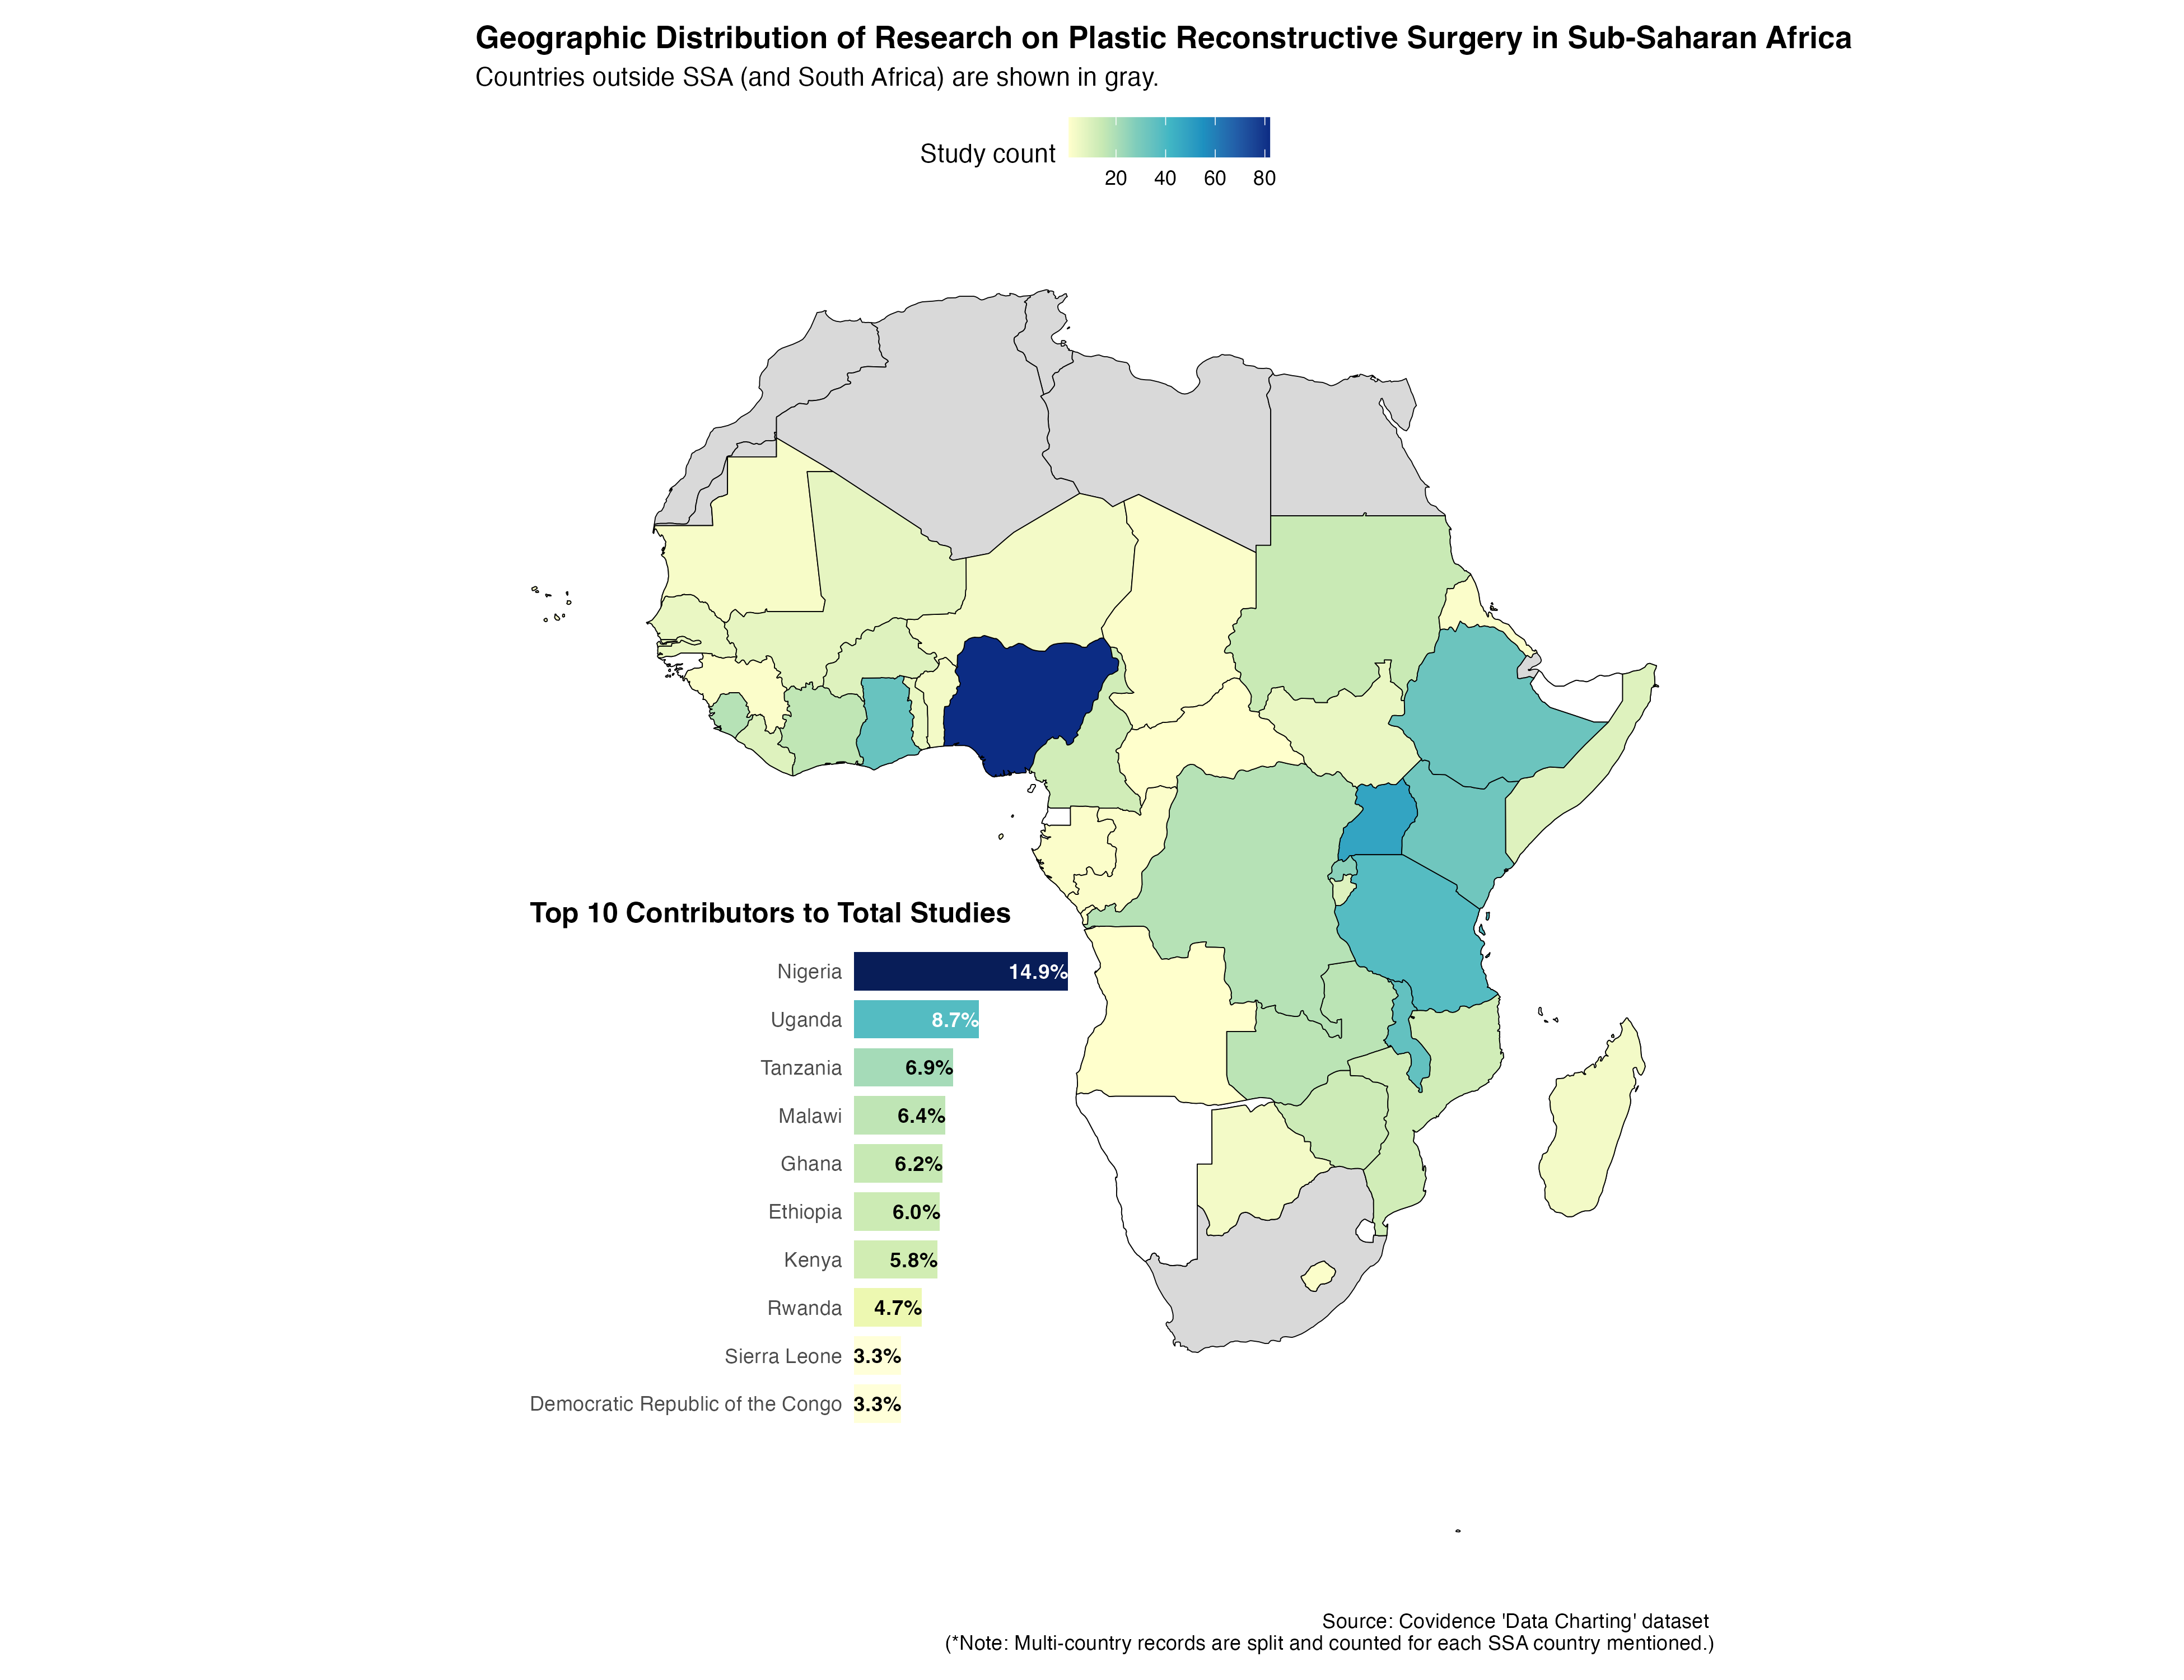 Geographic Distribution of Research on Plastic Reconstructive Surgery in Sub-Saharan Africa
Countries outside SSA (and South Africa) are shown in gray.
Study count
20 40 60 80
Top 10 Contributors to Total Studies
Nigeria 14.9%
Uganda 8.7%
Tanzania 6.9%
Malawi 6.4%
Ghana 6.2%
Ethiopia 6.0%
Kenya 5.8%
Rwanda 4.7%
Sierra Leone 3.3%
Democratic Republic of the Congo 3.3%
Source: Covidence 'Data Charting' dataset
(*Note: Multi-country records are split and counted for each SSA country mentioned.)